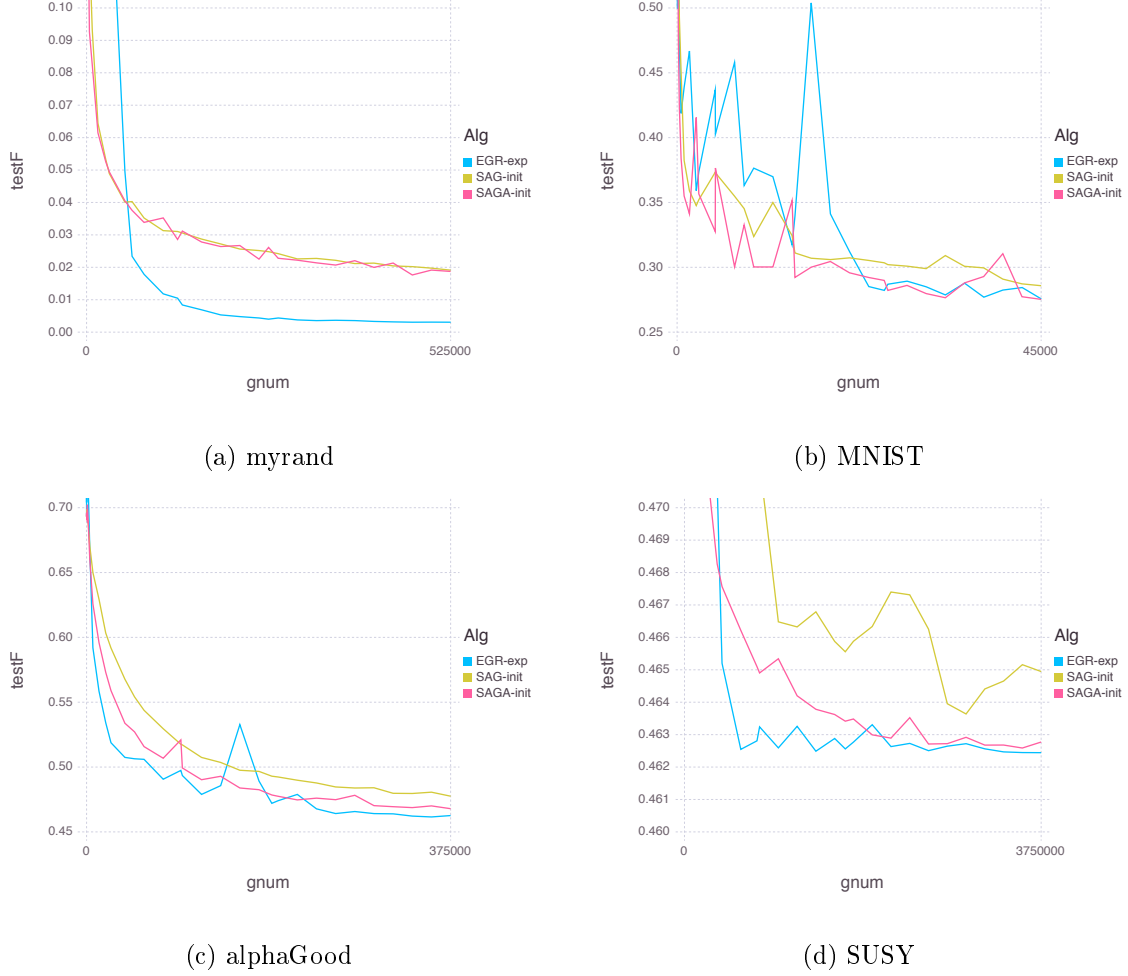 0.10
0.09
0.08
0.07
0.06
0.05
0.04
0.03
0.02
0.01
0.00
testF
0 525000
gnum
Alg
EGR-exp
SAG-init
SAGA-init
(a) myrand
0.50
0.45
0.40
0.35
0.30
0.25
testF
0 45000
gnum
Alg
EGR-exp
SAG-init
SAGA-init
(b) MNIST
0.70
0.65
0.60
0.55
0.50
0.45
testF
0 375000
gnum
Alg
EGR-exp
SAG-init
SAGA-init
(c) alphaGood
0.470
0.469
0.468
0.467
0.466
0.465
0.464
0.463
0.462
0.461
0.460
testF
0 3750000
gnum
Alg
EGR-exp
SAG-init
SAGA-init
(d) SUSY